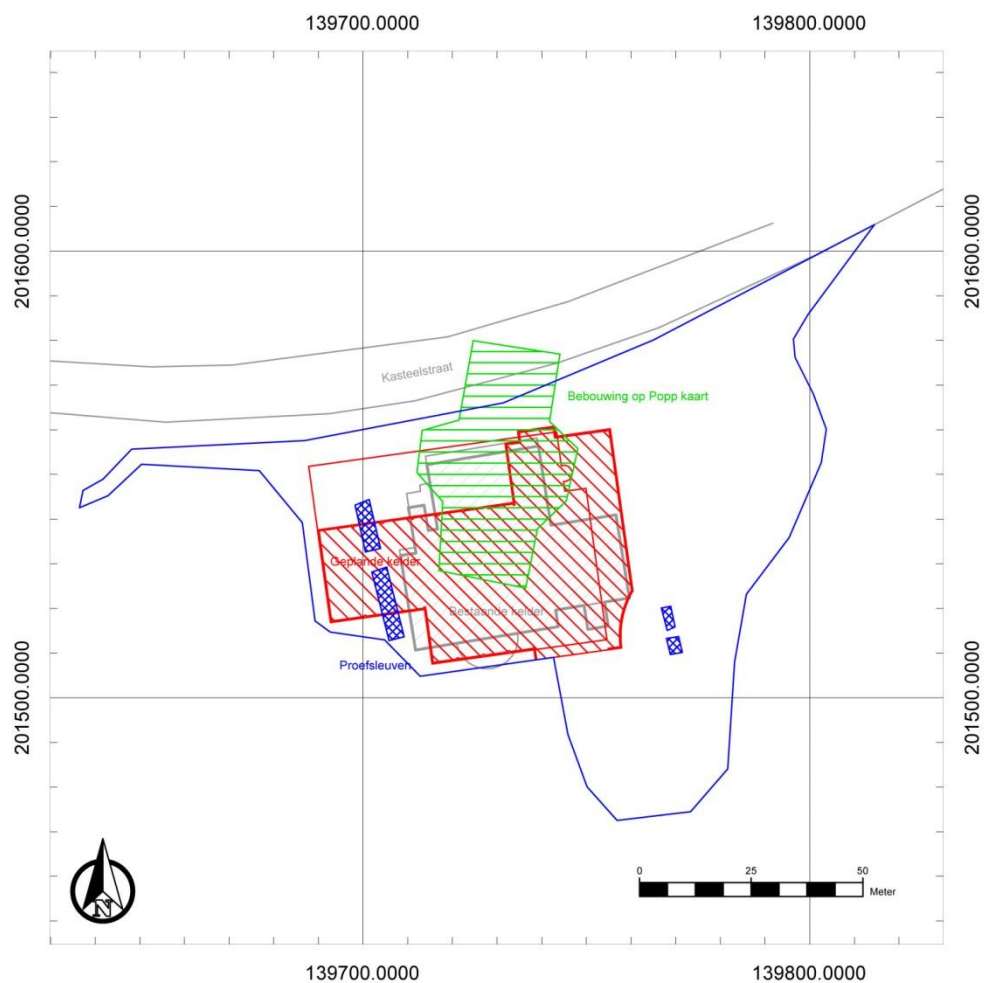 139700.0000 139800.0000
201600.0000 201600.0000
Kasteelstraat
Bebouwing op Popp kaart
Geplande kelder
Bestaande kelder
Proefsleuven
201500.0000 201500.0000
0 25 50
Meter
N
139700.0000 139800.0000